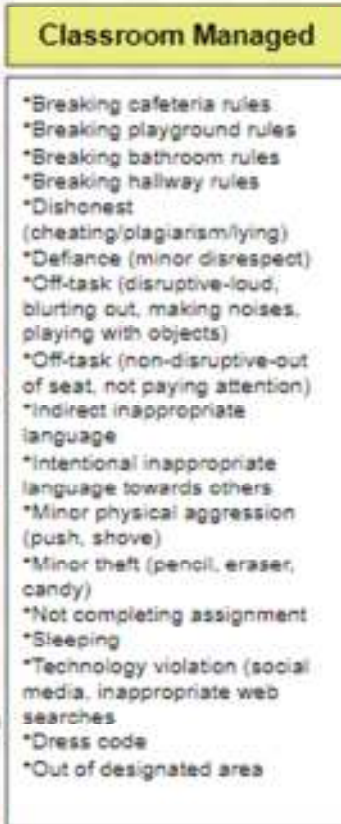 Classroom Managed
*Breaking cafeteria rules
*Breaking playground rules
*Breaking bathroom rules
*Breaking hallway rules
*Dishonest
(cheating/plagiarism/lying)
*Defiance (minor disrespect)
*Off-task (disruptive-loud,
blurting out, making noises,
playing with objects)
*Off-task (non-disruptive-out
of seat, not paying attention)
*Indirect inappropriate
language
*Intentional inappropriate
language towards others
*Minor physical aggression
(push, shove)
*Minor theft (pencil, eraser,
candy)
*Not completing assignment
*Sleeping
*Technology violation (social
media, inappropriate web
searches
*Dress code
*Out of designated area